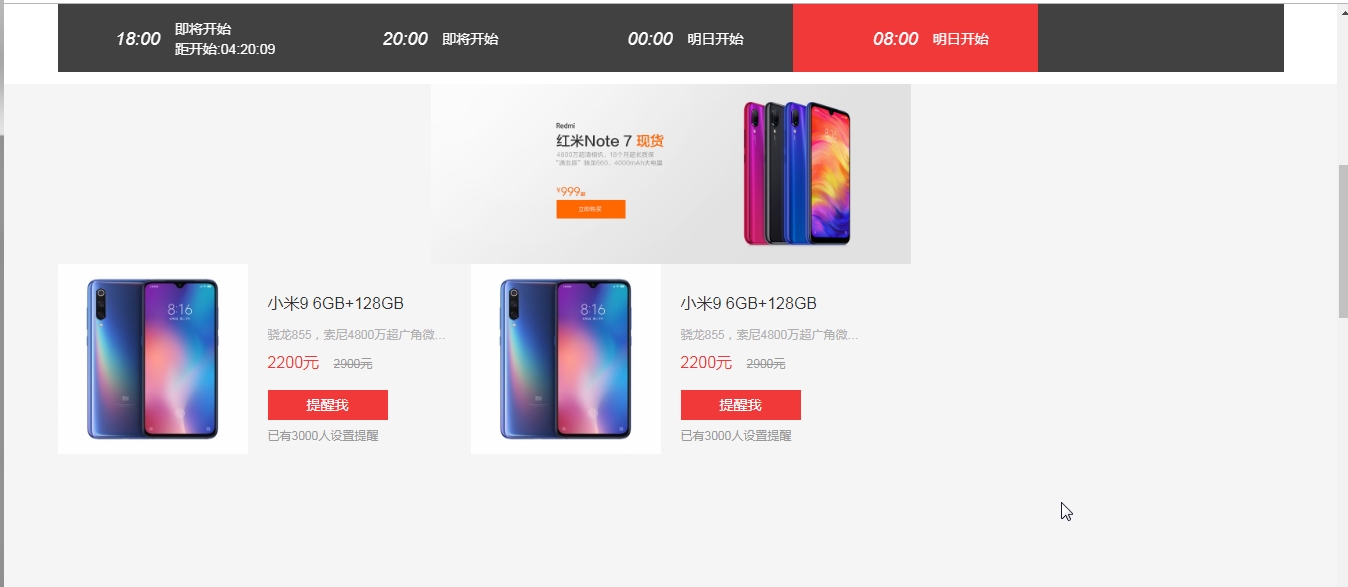 18:00
即将开始
距开始:04:20:09
20:00 即将开始
00:00 明日开始
08:00 明日开始
Redmi
红米Note 7 现货
¥999起
立即购买
8:16
小米9 6GB+128GB
骁龙855，索尼4800万超广角微...
2200元 2900元
提醒我
已有3000人设置提醒
8:16
小米9 6GB+128GB
骁龙855，索尼4800万超广角微...
2200元 2900元
提醒我
已有3000人设置提醒